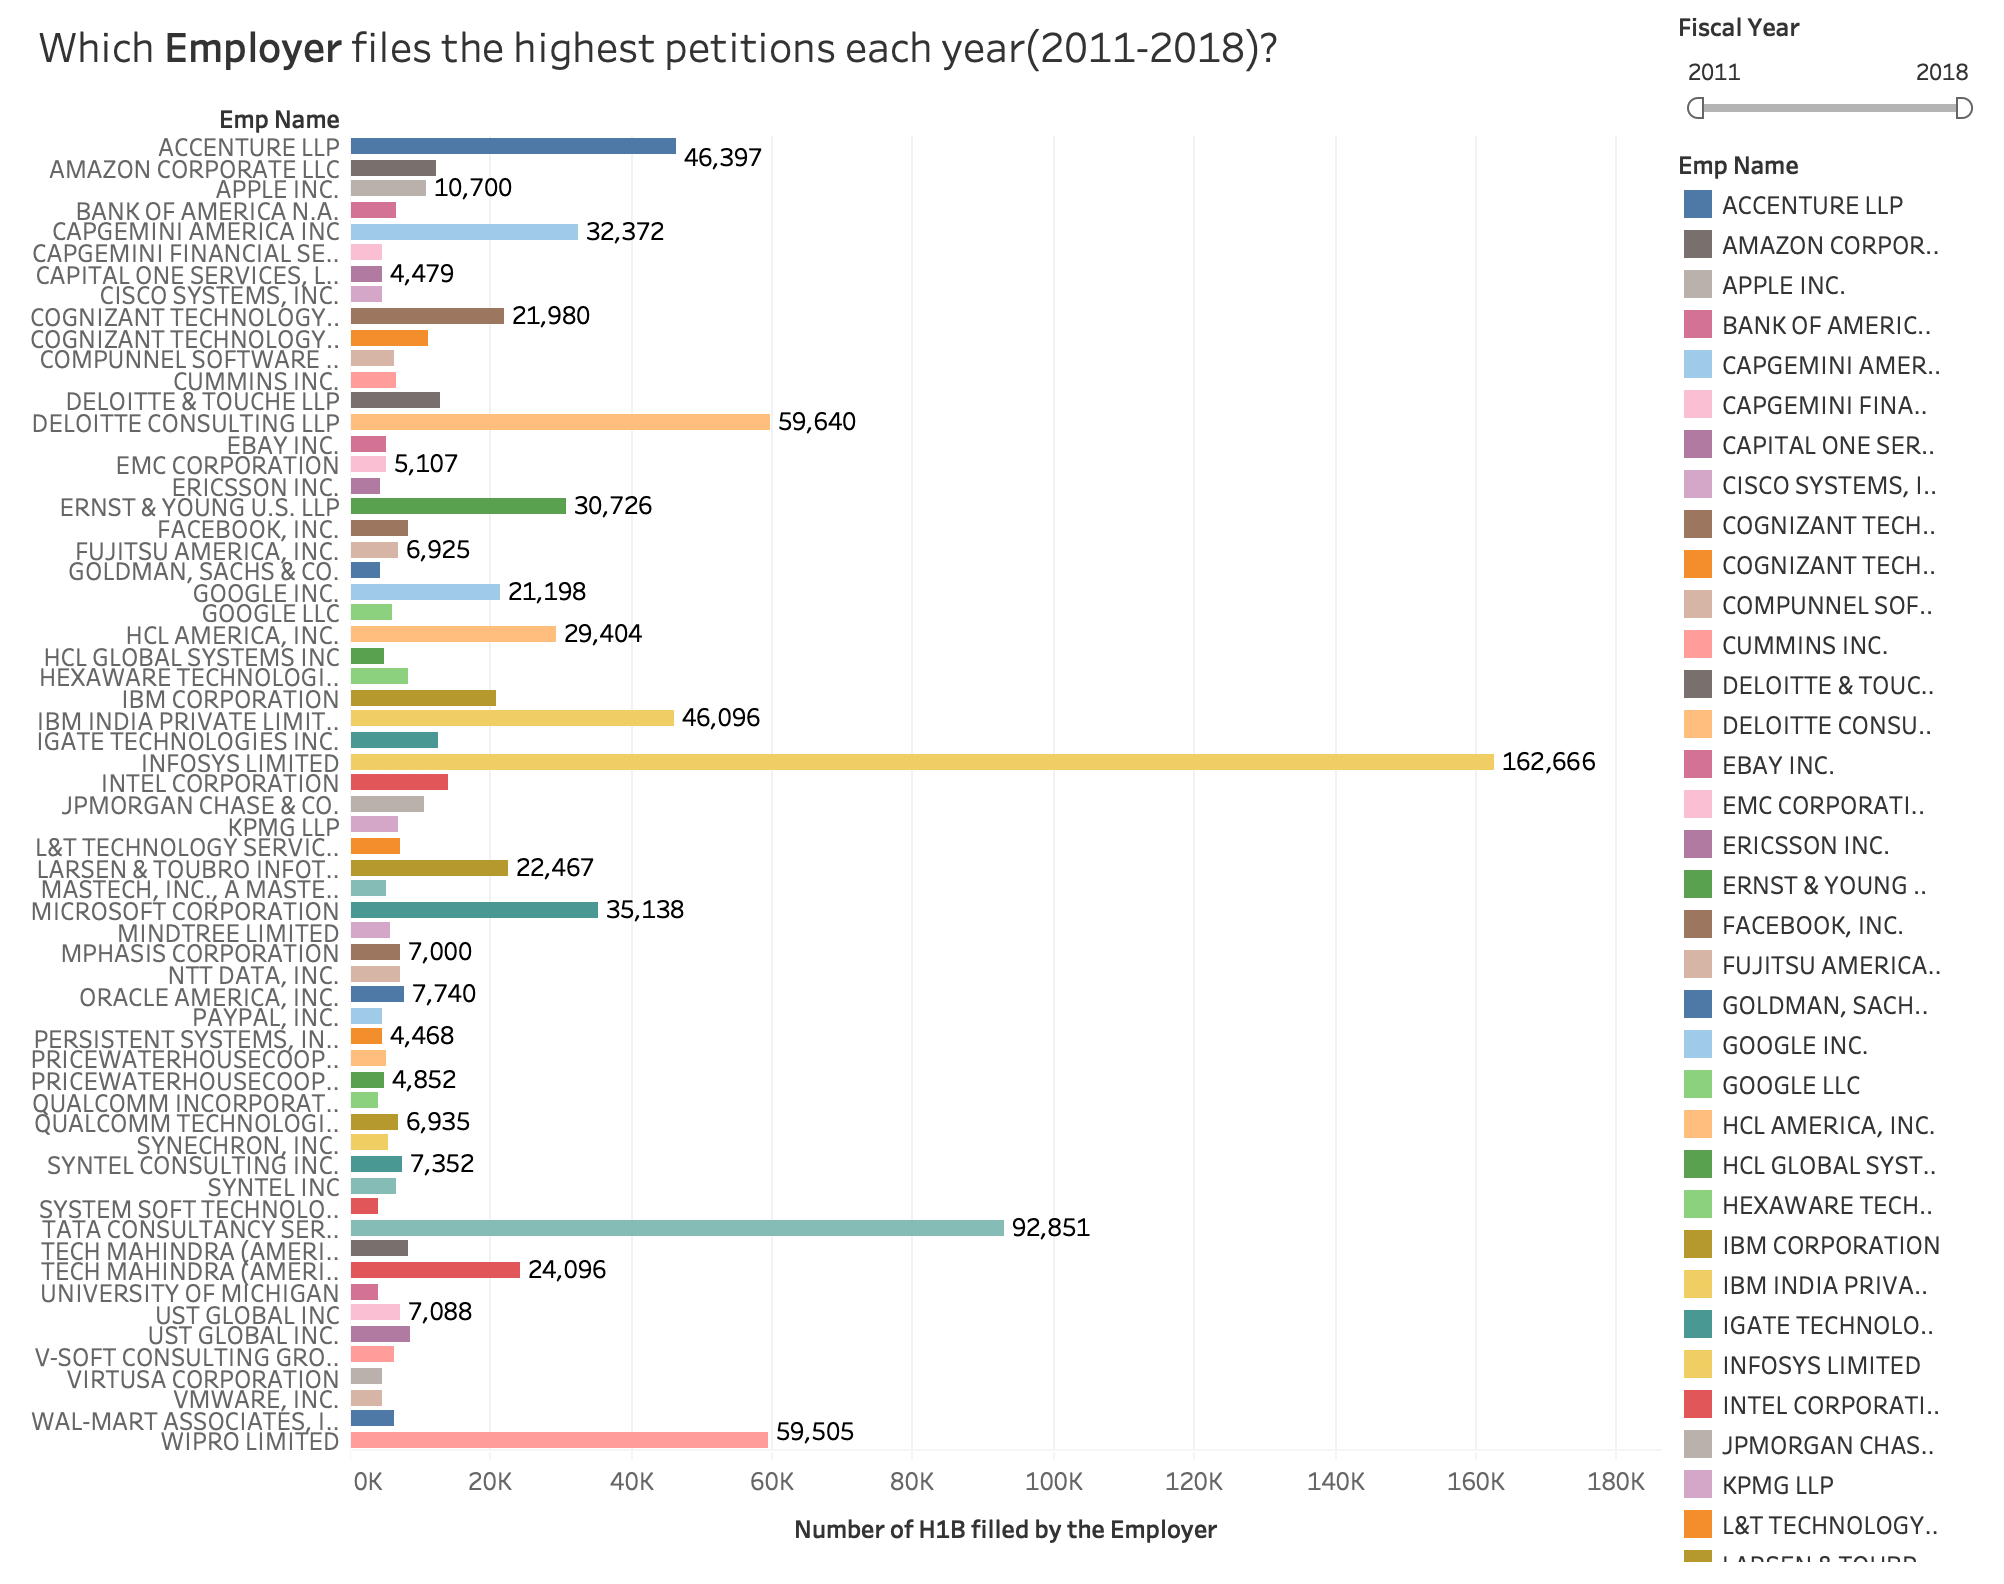 Which Employer files the highest petitions each year(2011-2018)?
Fiscal Year
2011 2018
Emp Name
ACCENTURE LLP 46,397
AMAZON CORPORATE LLC
APPLE INC. 10,700
BANK OF AMERICA N.A.
CAPGEMINI AMERICA INC 32,372
CAPGEMINI FINANCIAL SE..
CAPITAL ONE SERVICES, L.. 4,479
CISCO SYSTEMS, INC.
COGNIZANT TECHNOLOGY.. 21,980
COGNIZANT TECHNOLOGY..
COMPUNNEL SOFTWARE ..
CUMMINS INC.
DELOITTE & TOUCHE LLP
DELOITTE CONSULTING LLP 59,640
EBAY INC.
EMC CORPORATION 5,107
ERICSSON INC.
ERNST & YOUNG U.S. LLP 30,726
FACEBOOK, INC.
FUJITSU AMERICA, INC. 6,925
GOLDMAN, SACHS & CO.
GOOGLE INC. 21,198
GOOGLE LLC
HCL AMERICA, INC. 29,404
HCL GLOBAL SYSTEMS INC
HEXAWARE TECHNOLOGI..
IBM CORPORATION
IBM INDIA PRIVATE LIMIT.. 46,096
IGATE TECHNOLOGIES INC.
INFOSYS LIMITED 162,666
INTEL CORPORATION
JPMORGAN CHASE & CO.
KPMG LLP
L&T TECHNOLOGY SERVIC..
LARSEN & TOUBRO INFOT.. 22,467
MASTECH, INC., A MASTE..
MICROSOFT CORPORATION 35,138
MINDTREE LIMITED
MPHASIS CORPORATION 7,000
NTT DATA, INC.
ORACLE AMERICA, INC. 7,740
PAYPAL, INC.
PERSISTENT SYSTEMS, IN.. 4,468
PRICEWATERHOUSECOOP..
PRICEWATERHOUSECOOP.. 4,852
QUALCOMM INCORPORAT..
QUALCOMM TECHNOLOGI.. 6,935
SYNECHRON, INC.
SYNTEL CONSULTING INC. 7,352
SYNTEL INC
SYSTEM SOFT TECHNOLO..
TATA CONSULTANCY SER.. 92,851
TECH MAHINDRA (AMERI..
TECH MAHINDRA (AMERI.. 24,096
UNIVERSITY OF MICHIGAN
UST GLOBAL INC 7,088
UST GLOBAL INC.
V-SOFT CONSULTING GRO..
VIRTUSA CORPORATION
VMWARE, INC.
WAL-MART ASSOCIATES, I..
WIPRO LIMITED 59,505
0K 20K 40K 60K 80K 100K 120K 140K 160K 180K
Number of H1B filled by the Employer
Emp Name
ACCENTURE LLP
AMAZON CORPOR..
APPLE INC.
BANK OF AMERIC..
CAPGEMINI AMER..
CAPGEMINI FINA..
CAPITAL ONE SER..
CISCO SYSTEMS, I..
COGNIZANT TECH..
COGNIZANT TECH..
COMPUNNEL SOF..
CUMMINS INC.
DELOITTE & TOUC..
DELOITTE CONSU..
EBAY INC.
EMC CORPORATI..
ERICSSON INC.
ERNST & YOUNG ..
FACEBOOK, INC.
FUJITSU AMERICA..
GOLDMAN, SACH..
GOOGLE INC.
GOOGLE LLC
HCL AMERICA, INC.
HCL GLOBAL SYST..
HEXAWARE TECH..
IBM CORPORATION
IBM INDIA PRIVA..
IGATE TECHNOLO..
INFOSYS LIMITED
INTEL CORPORATI..
JPMORGAN CHAS..
KPMG LLP
L&T TECHNOLOGY..
LARSEN & TOUBR..